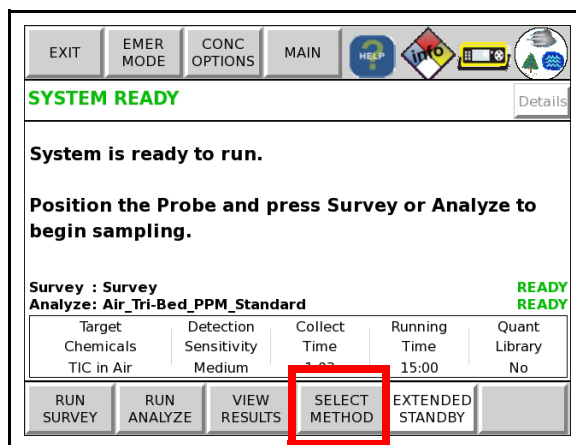 EXIT
EMER
MODE
CONC
OPTIONS
MAIN
HELP
info
SYSTEM READY
Details
System is ready to run.
Position the Probe and press Survey or Analyze to
begin sampling.
Survey : Survey READY
Analyze: Air_Tri-Bed_PPM_Standard READY
Target Detection Collect Running Quant
Chemicals Sensitivity Time Time Library
TIC in Air Medium 1:02 15:00 No
RUN
SURVEY
RUN
ANALYZE
VIEW
RESULTS
SELECT
METHOD
EXTENDED
STANDBY